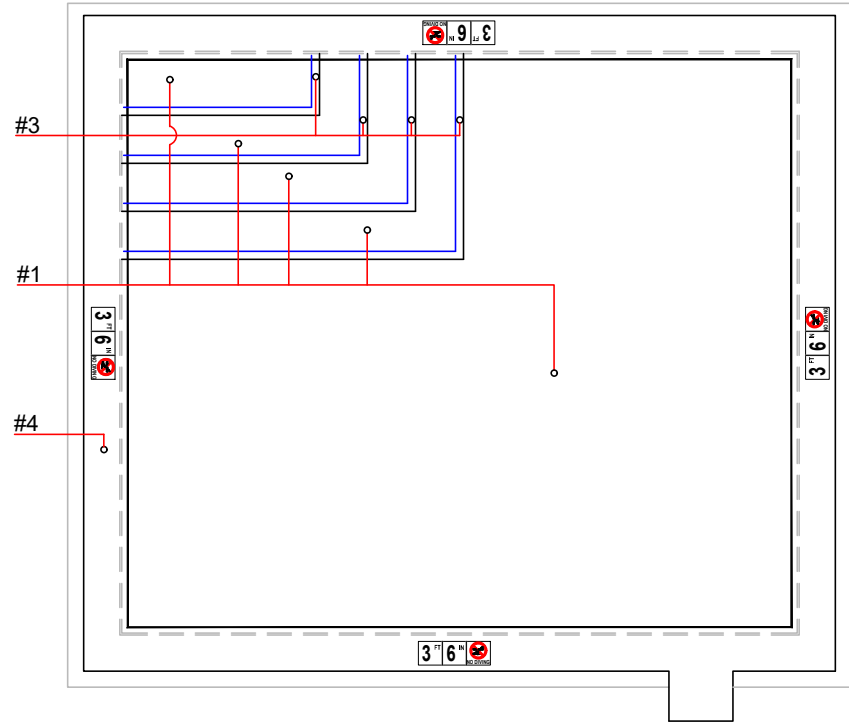 NO DIVING 6 IN 3 FT
#3
#1
3 FT 6 IN NO DIVING
3 FT 6 IN NO DIVING
#4
3 FT 6 IN NO DIVING